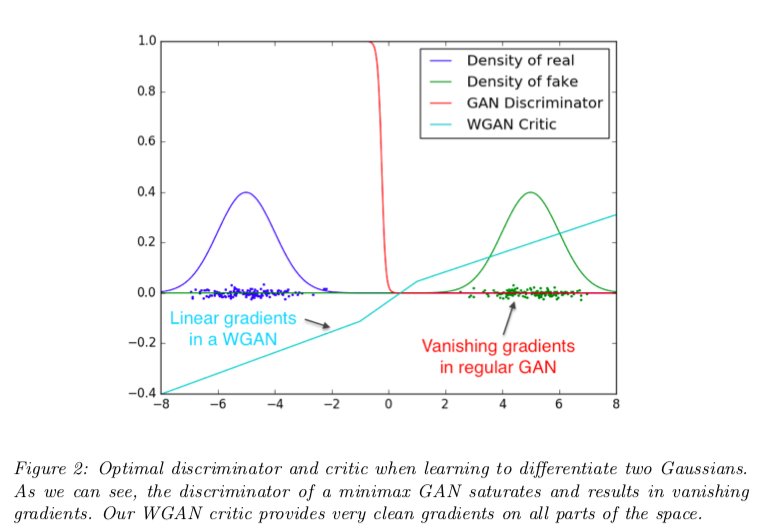 1.0
0.8
0.6
0.4
0.2
0.0
−0.2
−0.4
−8
−6
−4
−2
0
2
4
6
8
Density of real
Density of fake
GAN Discriminator
WGAN Critic
Linear gradients
in a WGAN
Vanishing gradients
in regular GAN
Figure 2: Optimal discriminator and critic when learning to differentiate two Gaussians.
As we can see, the discriminator of a minimax GAN saturates and results in vanishing
gradients. Our WGAN critic provides very clean gradients on all parts of the space.